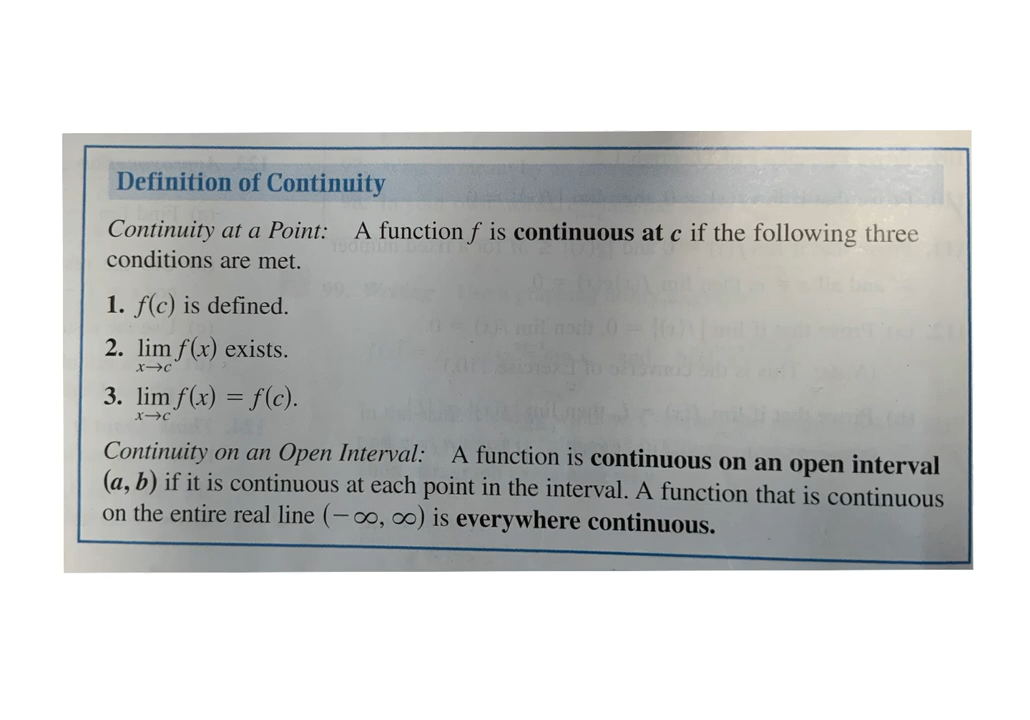 Definition of Continuity
Continuity at a Point: A function f is continuous at c if the following three
conditions are met.
1. f(c) is defined.
2. lim f(x) exists.
x→c
3. lim f(x) = f(c).
x→c
Continuity on an Open Interval: A function is continuous on an open interval
(a, b) if it is continuous at each point in the interval. A function that is continuous
on the entire real line (−∞, ∞) is everywhere continuous.